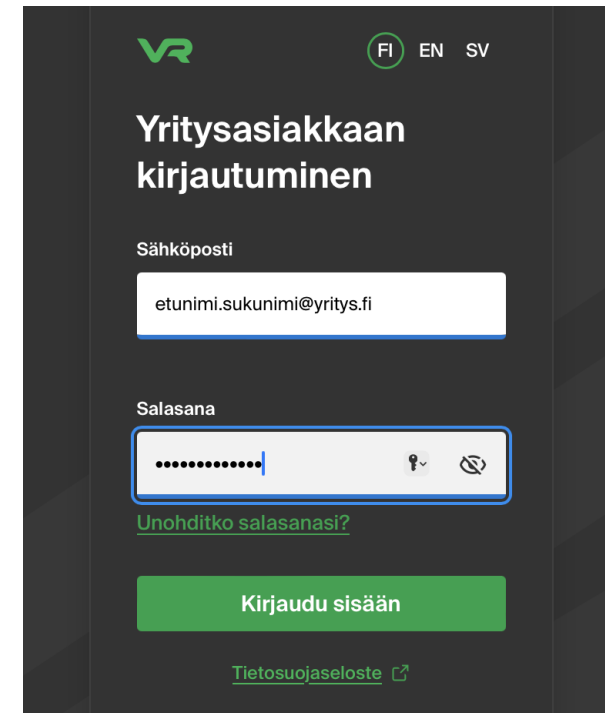 VR
FI EN SV
Yritysasiakkaan
kirjautuminen
Sähköposti
etunimi.sukunimi@yritys.fi
Salasana
•••••••••••••
Unohditko salasanasi?
Kirjaudu sisään
Tietosuojaseloste